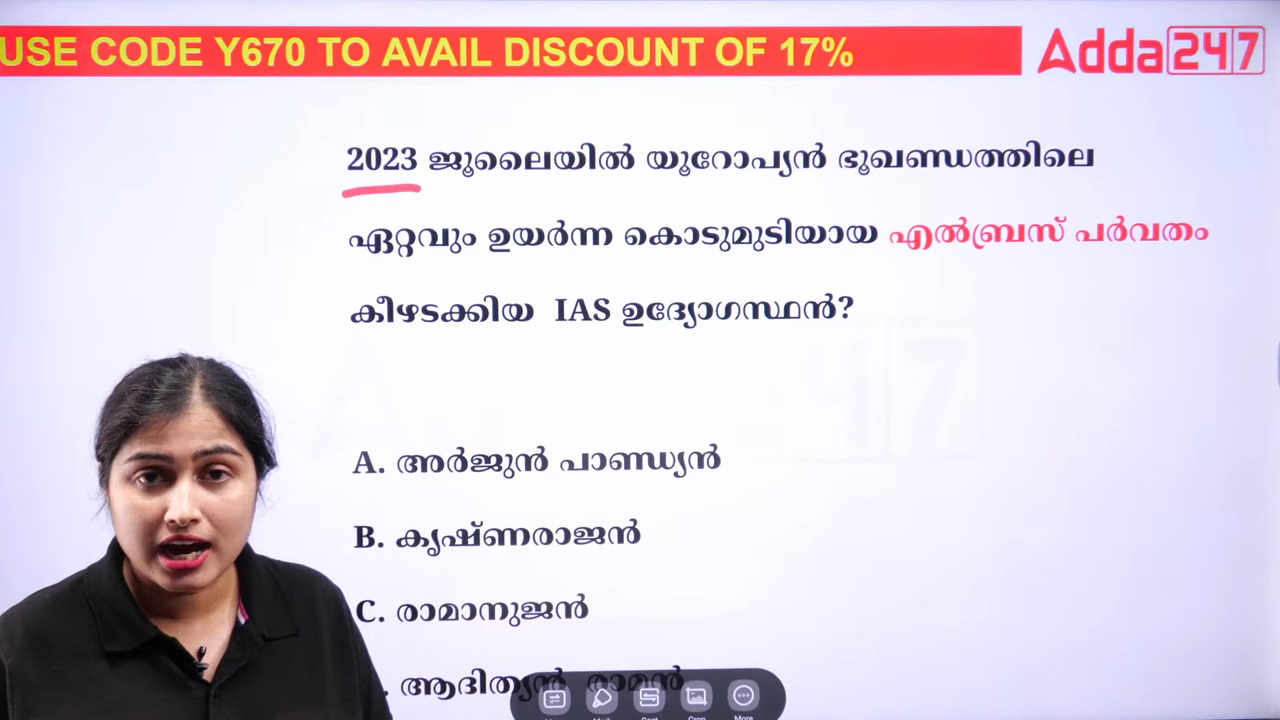 USE CODE Y670 TO AVAIL DISCOUNT OF 17%
Adda247
2023 ജൂലൈയിൽ യൂറോപ്യൻ ഭൂഖണ്ഡത്തിലെ
ഏറ്റവും ഉയർന്ന കൊടുമുടിയായ എൽബ്രസ് പർവതം
കീഴടക്കിയ IAS ഉദ്യോഗസ്ഥൻ?
A. അർജുൻ പാണ്ഡ്യൻ
B. കൃഷ്ണരാജൻ
C. രാമാനുജൻ
. ആദിത്യൻ രാമൻ
More